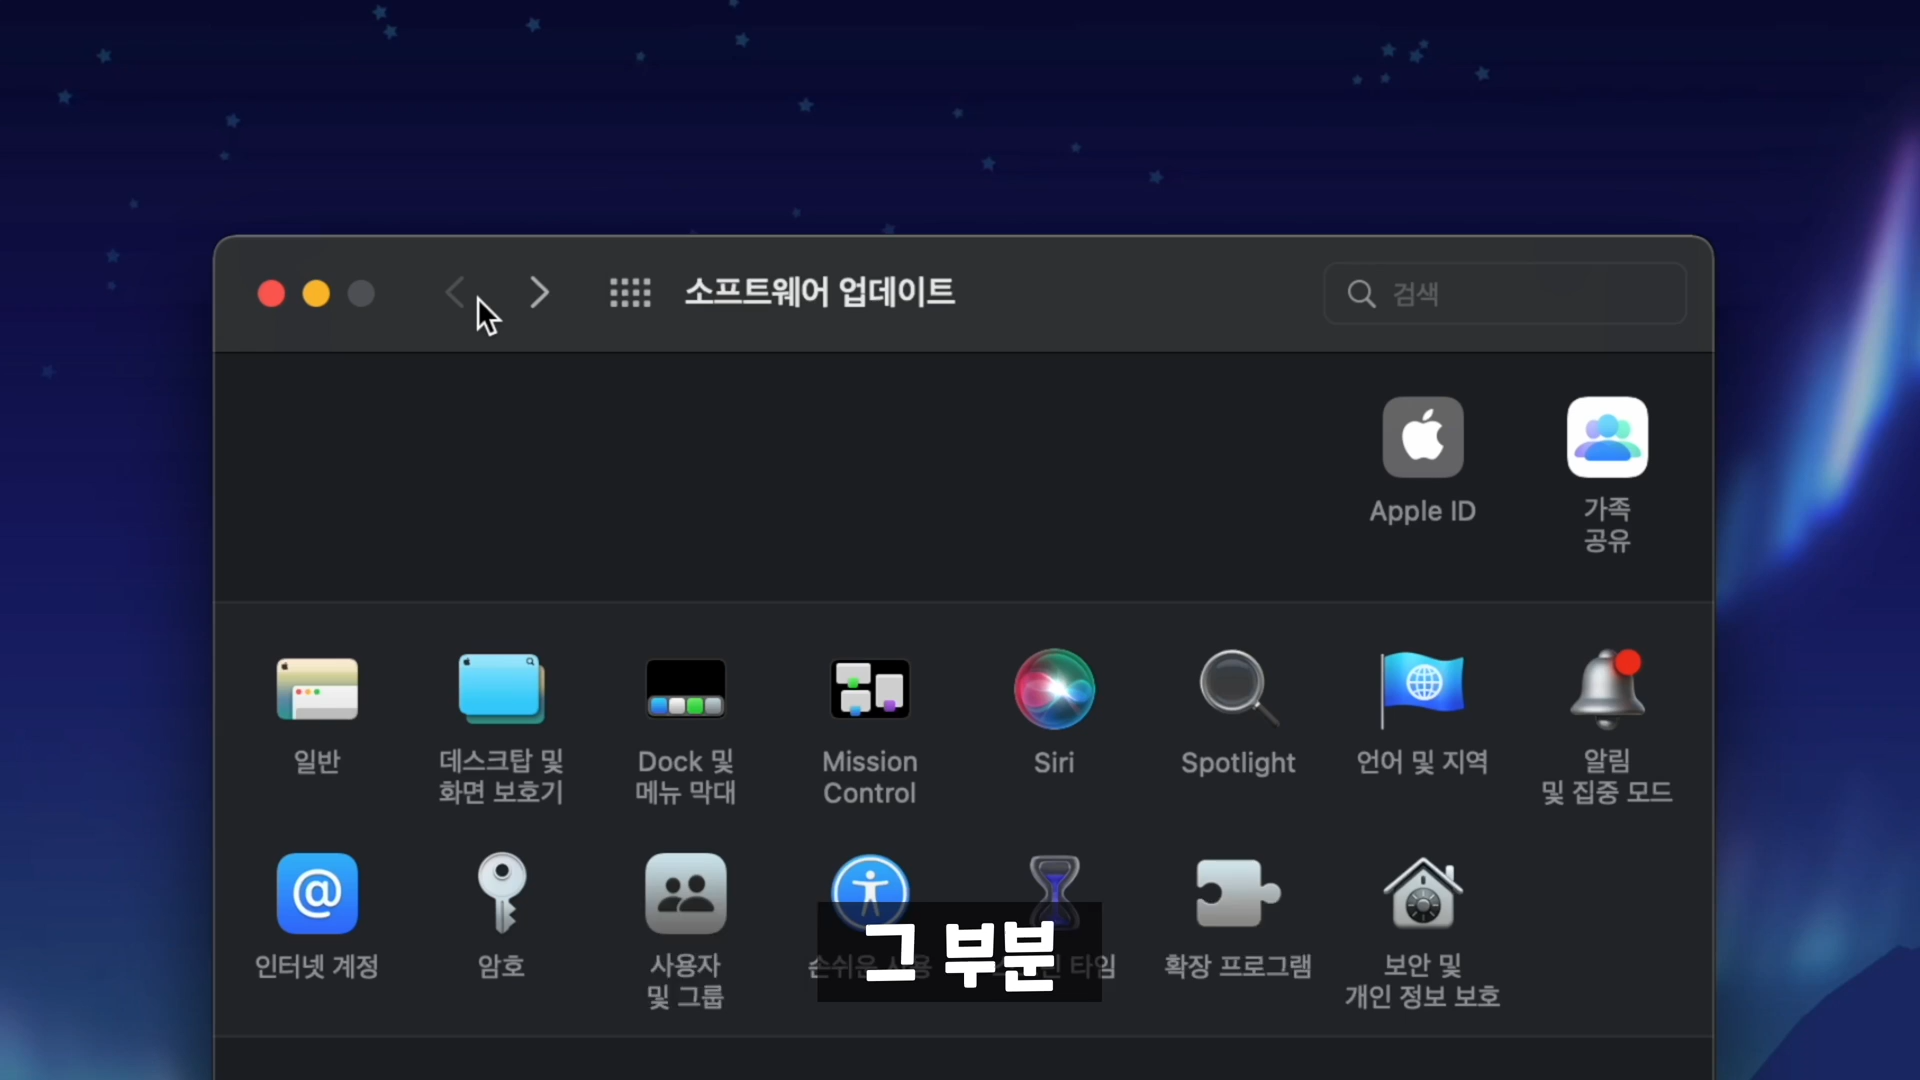 소프트웨어 업데이트
검색
Apple ID
가족
공유
일반
데스크탑 및
화면 보호기
Dock 및
메뉴 막대
Mission
Control
Siri
Spotlight
언어 및 지역
알림
및 집중 모드
인터넷 계정
암호
사용자
및 그룹
확장 프로그램
보안 및
개인 정보 보호
그 부분